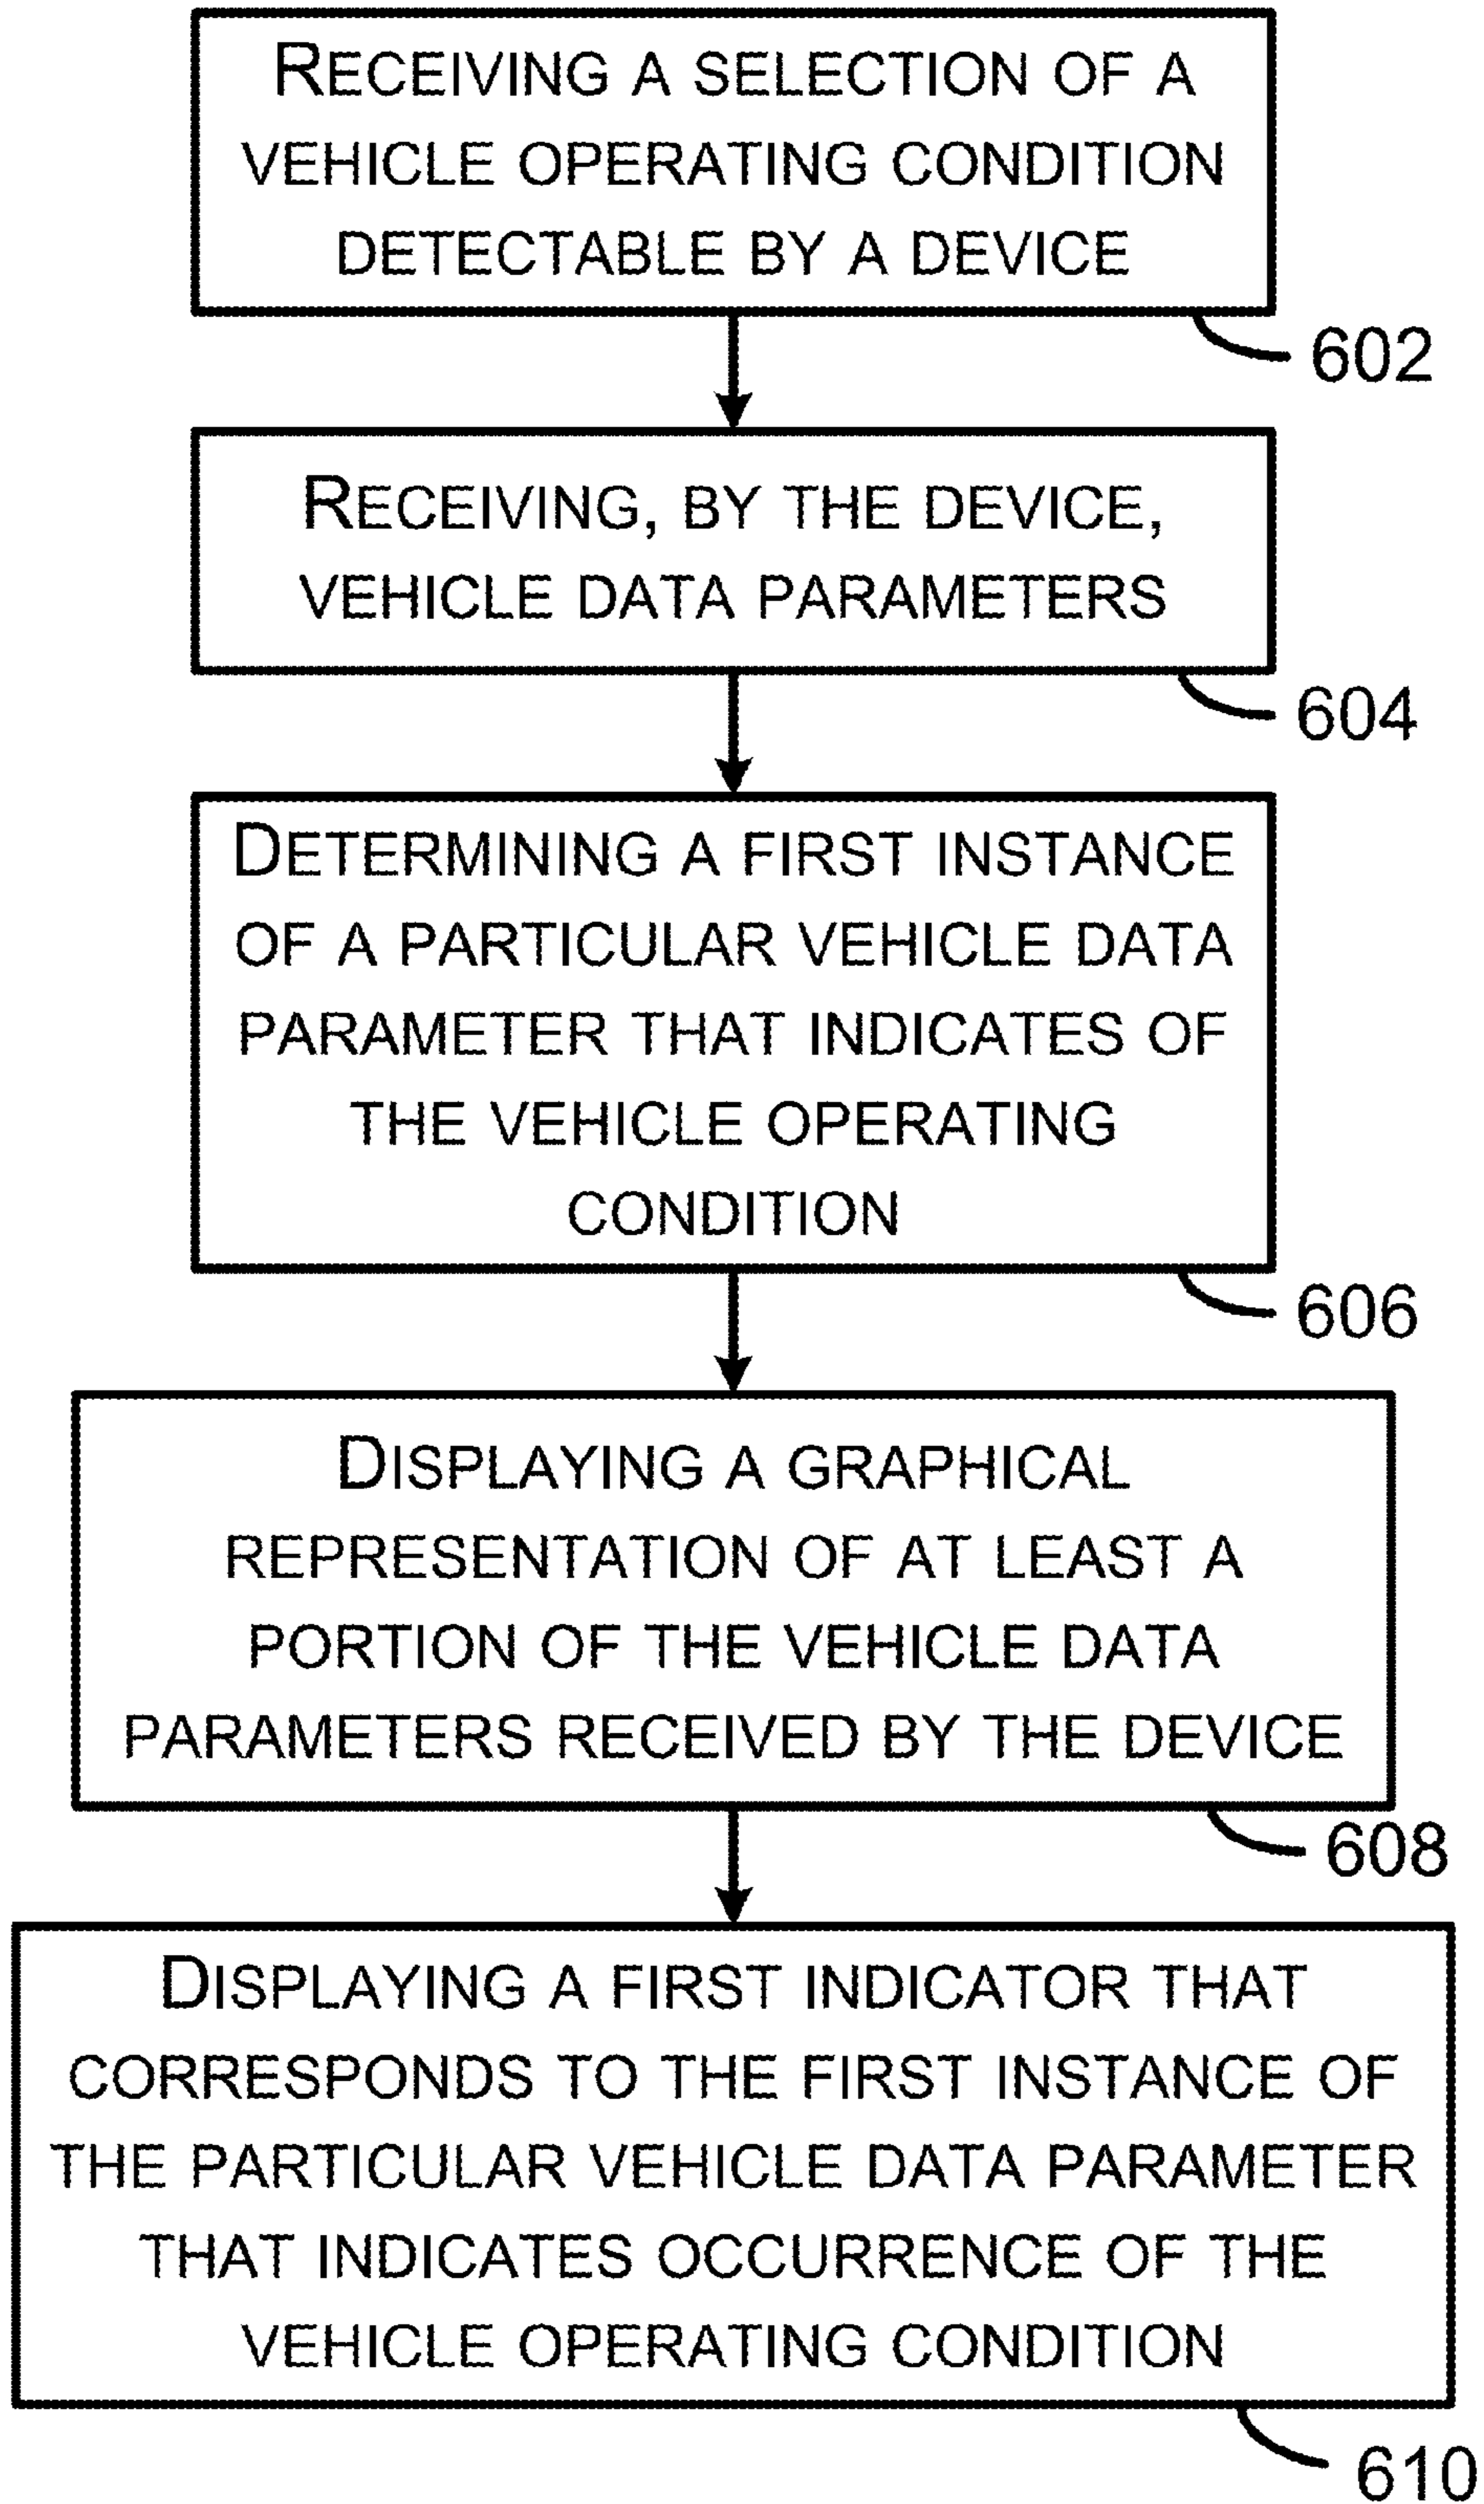 RECEIVING A SELECTION OF A
VEHICLE OPERATING CONDITION
DETECTABLE BY A DEVICE
602
RECEIVING, BY THE DEVICE,
VEHICLE DATA PARAMETERS
604
DETERMINING A FIRST INSTANCE
OF A PARTICULAR VEHICLE DATA
PARAMETER THAT INDICATES OF
THE VEHICLE OPERATING
CONDITION
606
DISPLAYING A GRAPHICAL
REPRESENTATION OF AT LEAST A
PORTION OF THE VEHICLE DATA
PARAMETERS RECEIVED BY THE DEVICE
608
DISPLAYING A FIRST INDICATOR THAT
CORRESPONDS TO THE FIRST INSTANCE OF
THE PARTICULAR VEHICLE DATA PARAMETER
THAT INDICATES OCCURRENCE OF THE
VEHICLE OPERATING CONDITION
610